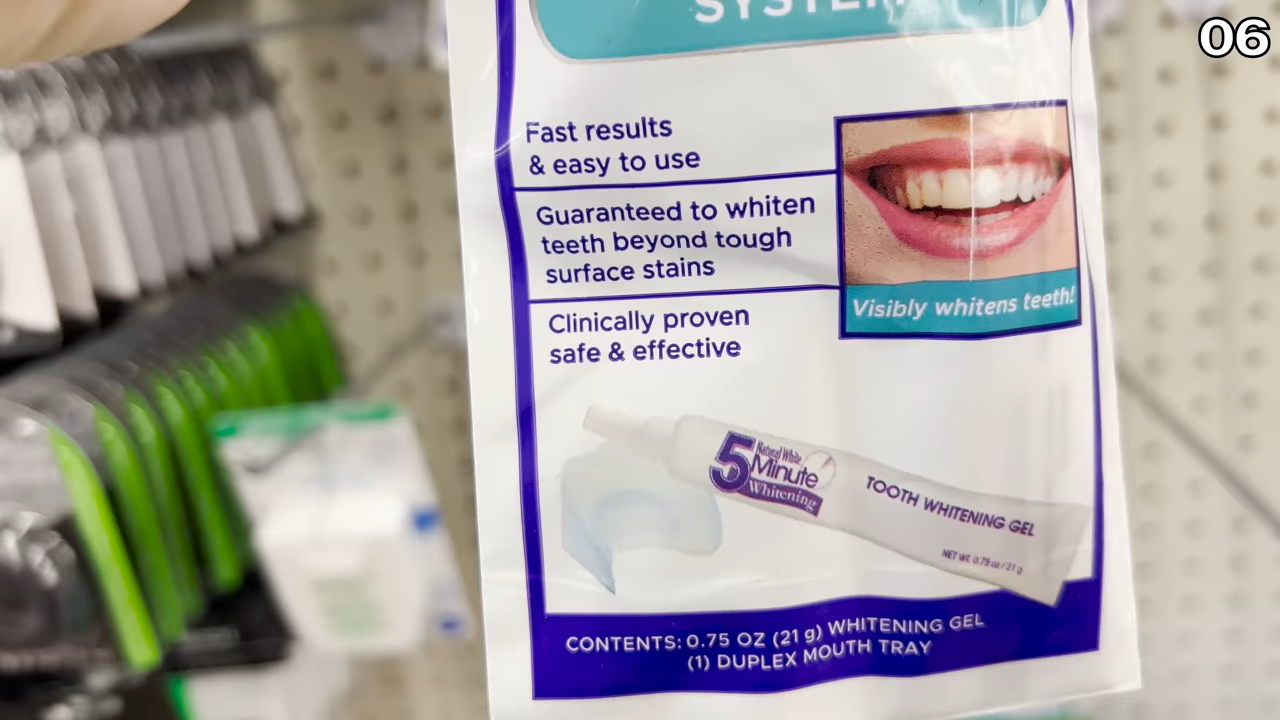 06
SYSTEM
Fast results
& easy to use
Guaranteed to whiten
teeth beyond tough
surface stains
Visibly whitens teeth!
Clinically proven
safe & effective
5
Natural White
Minute
Whitening
TOOTH WHITENING GEL
NET WT. 0.75 oz / 21 g
CONTENTS: 0.75 OZ (21 g) WHITENING GEL
(1) DUPLEX MOUTH TRAY